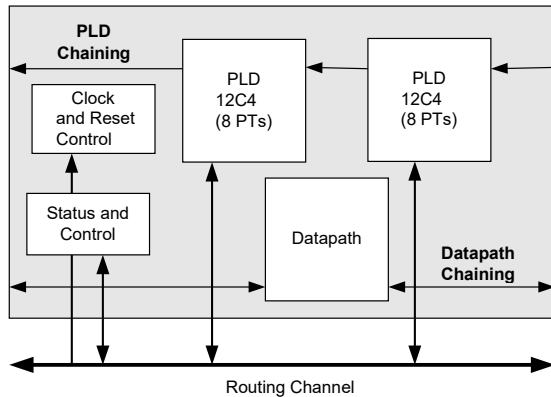 PLD
Chaining
PLD
12C4
(8 PTs)
PLD
12C4
(8 PTs)
Clock
and Reset
Control
Status and
Control
Datapath
Datapath
Chaining
Routing Channel